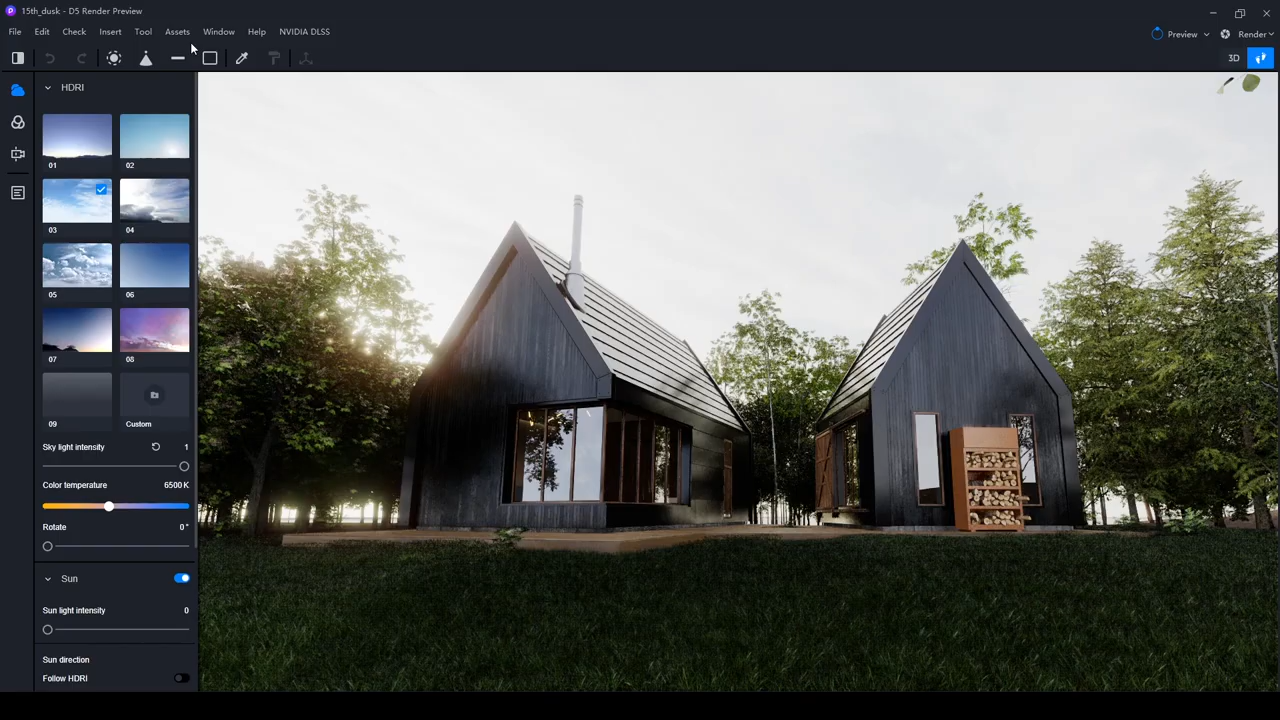 15th_dusk - D5 Render Preview
File Edit Check Insert Tool Assets Window Help NVIDIA DLSS
Preview Render
3D
HDRI
01 02
03 04
05 06
07 08
09 Custom
Sky light intensity 1
Color temperature 6500 K
Rotate 0 °
Sun
Sun light intensity 0
Sun direction
Follow HDRI